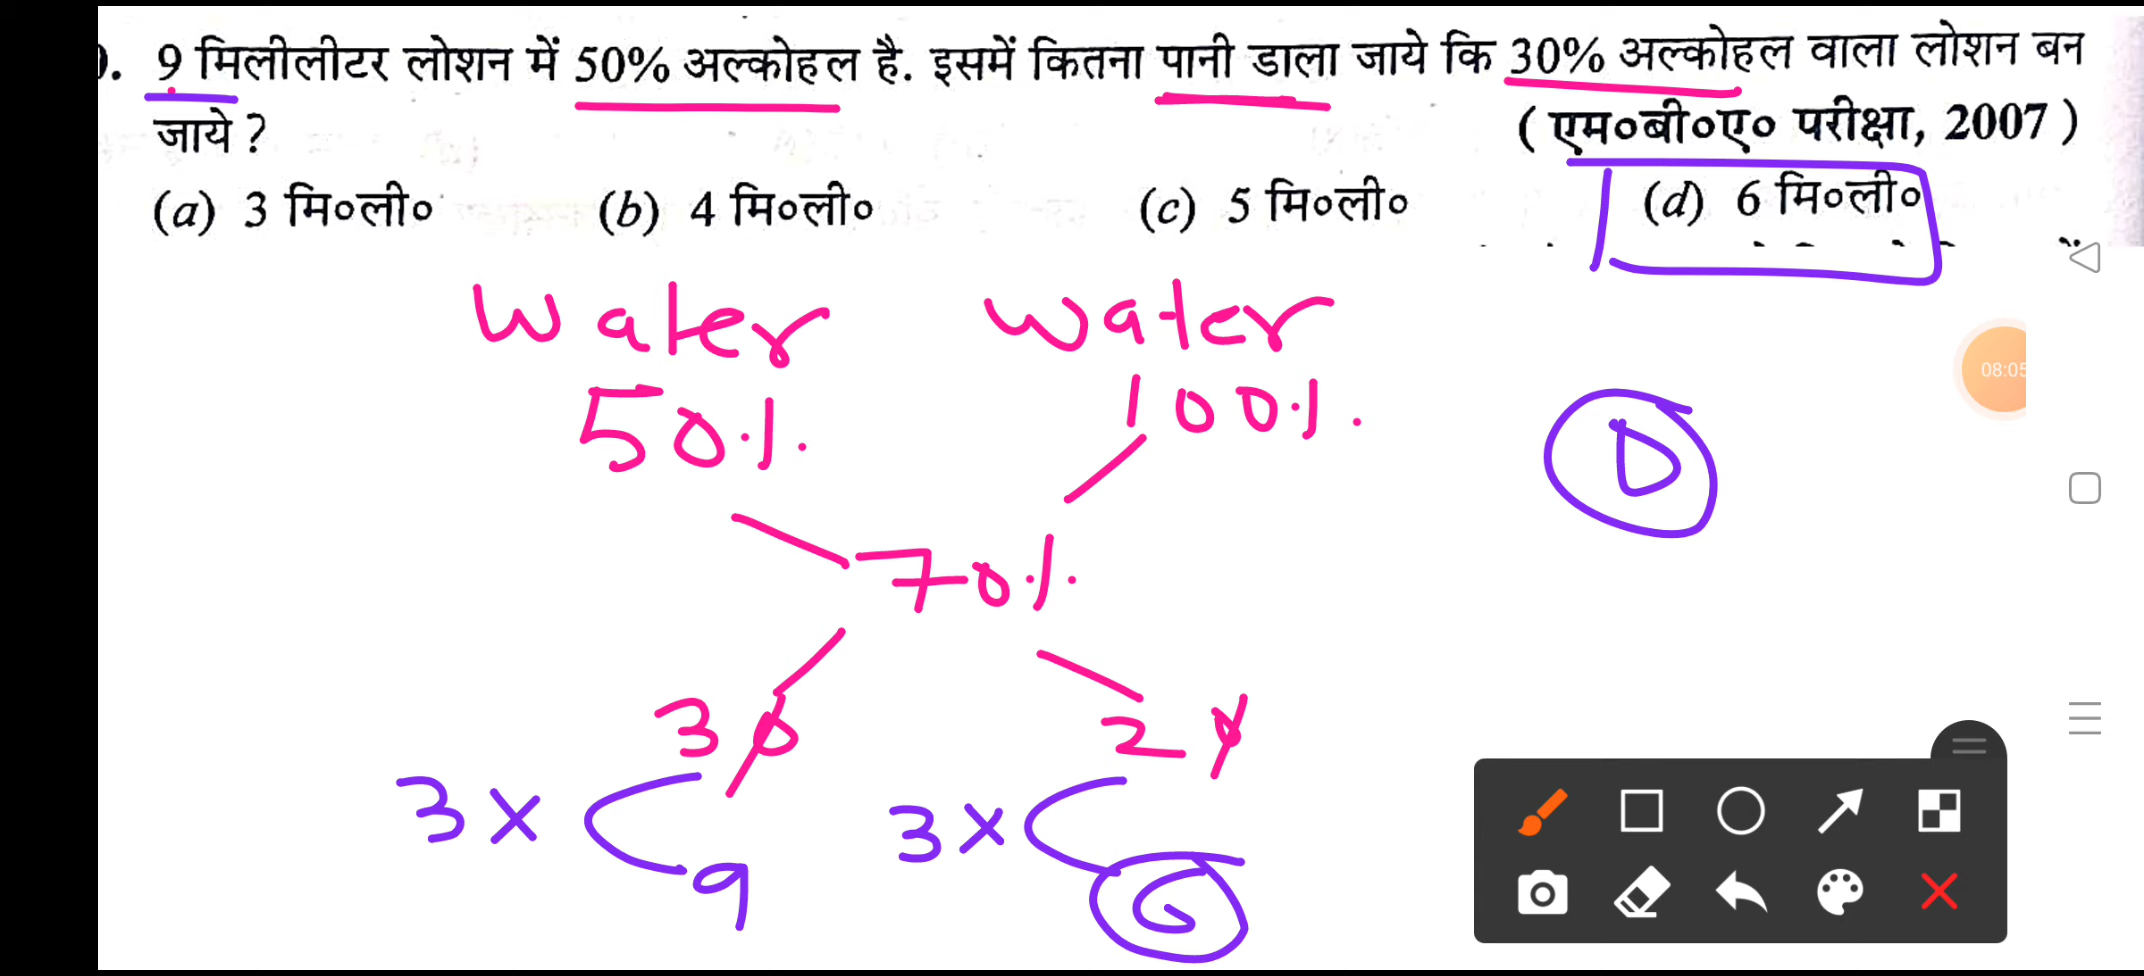 . 9 मिलीलीटर लोशन में 50% अल्कोहल है. इसमें कितना पानी डाला जाये कि 30% अल्कोहल वाला लोशन बन
जाये ?
( एम०बी०ए० परीक्षा, 2007 )
(a) 3 मि०ली० (b) 4 मि०ली० (c) 5 मि०ली० (d) 6 मि०ली०
water water
50% 100%
08:05
D
70%
30 20
3 × 3 ×
9 6